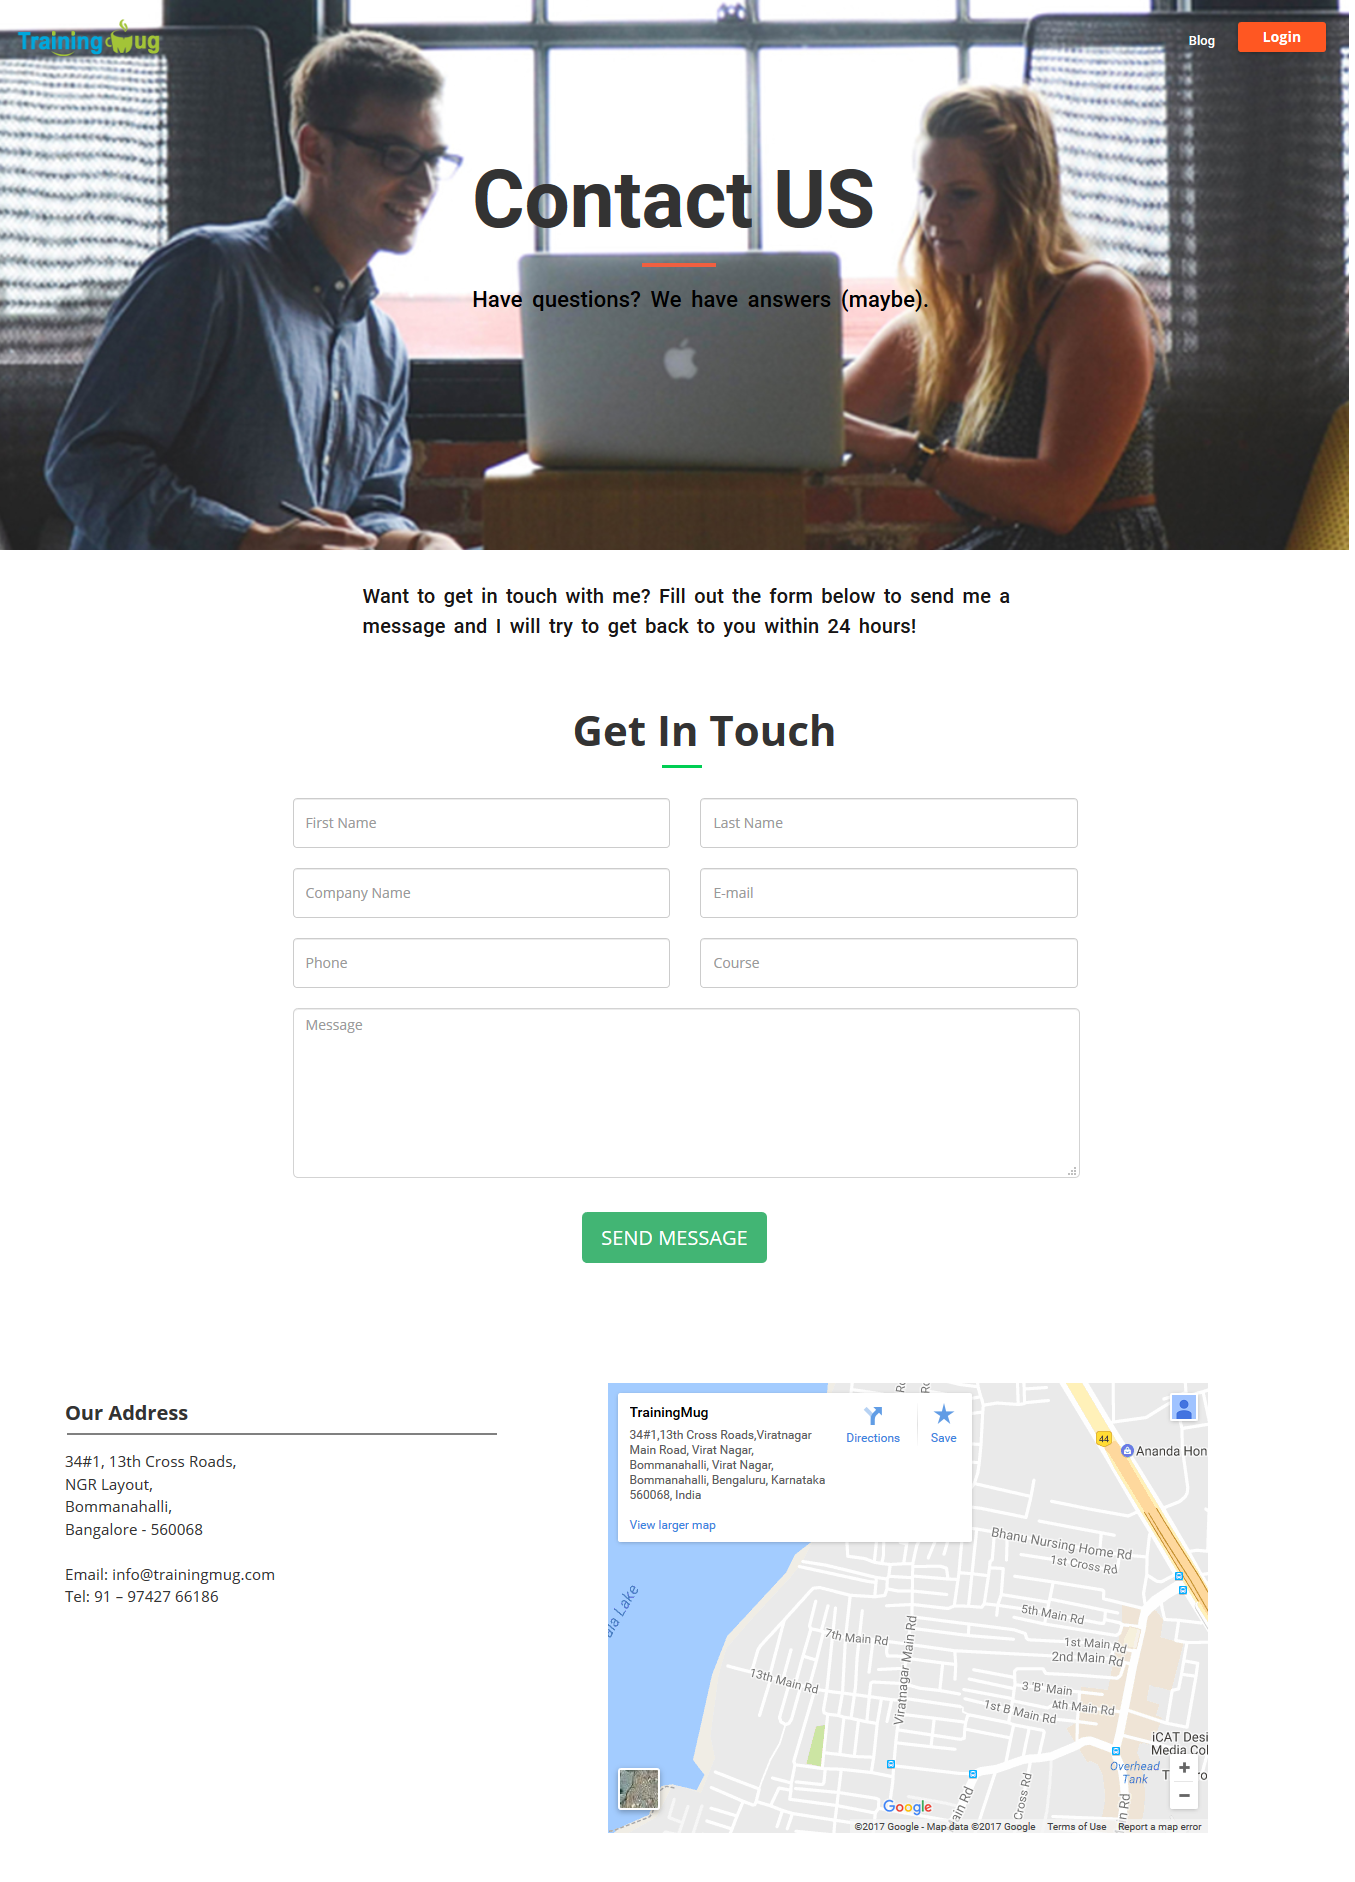 TrainingMug
Blog
Login
Contact US
Have questions? We have answers (maybe).
Want to get in touch with me? Fill out the form below to send me a
message and I will try to get back to you within 24 hours!
Get In Touch
First Name
Last Name
Company Name
E-mail
Phone
Course
Message
SEND MESSAGE
Our Address
34#1, 13th Cross Roads,
NGR Layout,
Bommanahalli,
Bangalore - 560068
Email: info@trainingmug.com
Tel: 91 – 97427 66186
TrainingMug
34#1,13th Cross Roads,Viratnagar
Main Road, Virat Nagar,
Bommanahalli, Virat Nagar,
Bommanahalli, Bengaluru, Karnataka
560068, India
View larger map
Directions
Save
44
Ananda Hon
Bhanu Nursing Home Rd
1st Cross Rd
5th Main Rd
7th Main Rd
1st Main Rd
2nd Main Rd
13th Main Rd
Viratnagar Main Rd
3 'B' Main
4th Main Rd
1st B Main Rd
Lake
iCAT Desi
Media Col
Overhead
Tank
Cross Rd
ain Rd
n Rd
Google
©2017 Google - Map data ©2017 Google
Terms of Use
Report a map error